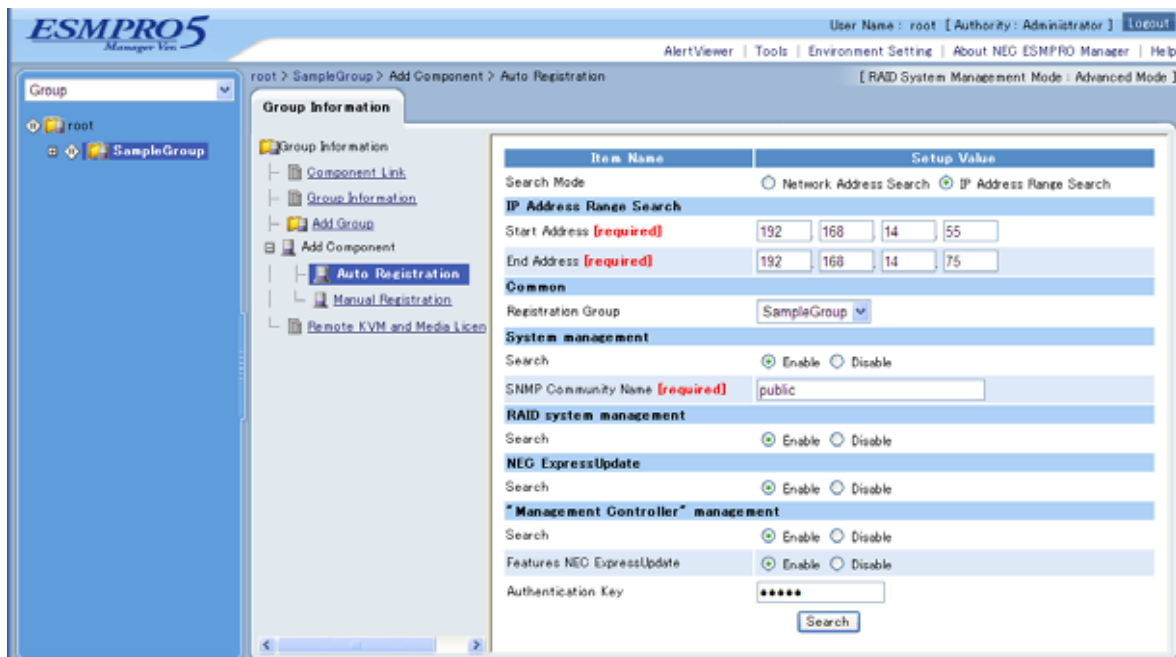 ESMPRO5
Manager Ver.
User Name : root [ Authority : Administrator ] Logout
AlertViewer | Tools | Environment Setting | About NEC ESMPRO Manager | Help
root > SampleGroup > Add Component > Auto Registration [ RAID System Management Mode : Advanced Mode ]
Group
root
SampleGroup
Group Information
Group Information
Component Link
Group Information
Add Group
Add Component
Auto Registration
Manual Registration
Remote KVM and Media Licen
Item Name Setup Value
Search Mode Network Address Search IP Address Range Search
IP Address Range Search
Start Address [required] 192 . 168 . 14 . 55
End Address [required] 192 . 168 . 14 . 75
Common
Registration Group SampleGroup
System management
Search Enable Disable
SNMP Community Name [required] public
RAID system management
Search Enable Disable
NEC ExpressUpdate
Search Enable Disable
"Management Controller" management
Search Enable Disable
Features NEC ExpressUpdate Enable Disable
Authentication Key •••••
Search